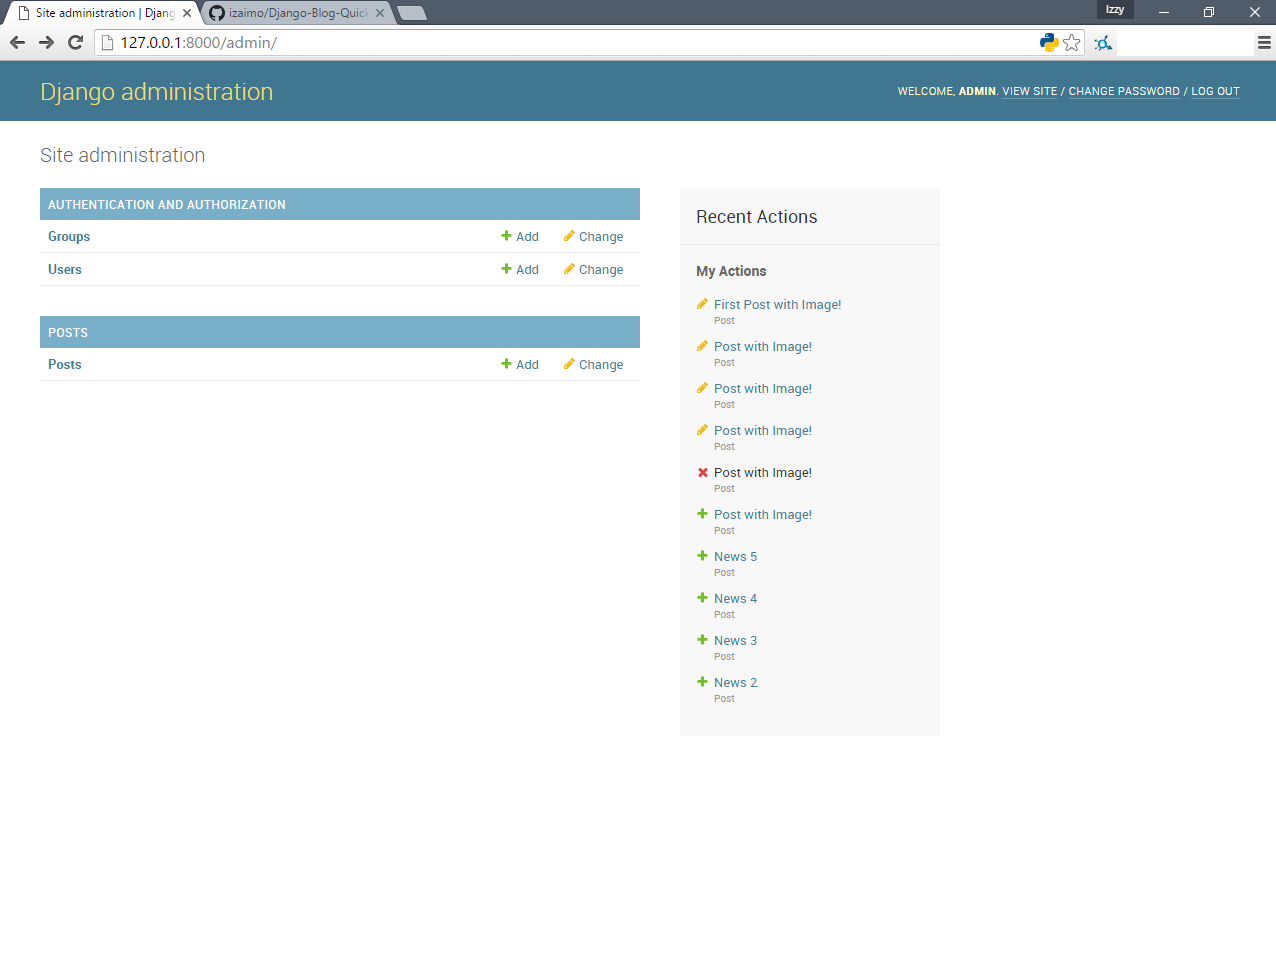 Site administration | Djang
izaimo/Django-Blog-Quic
Izzy
127.0.0.1:8000/admin/
Django administration
WELCOME, ADMIN. VIEW SITE / CHANGE PASSWORD / LOG OUT
Site administration
AUTHENTICATION AND AUTHORIZATION
Groups Add Change
Users Add Change
POSTS
Posts Add Change
Recent Actions
My Actions
First Post with Image!
Post
Post with Image!
Post
Post with Image!
Post
Post with Image!
Post
Post with Image!
Post
Post with Image!
Post
News 5
Post
News 4
Post
News 3
Post
News 2
Post